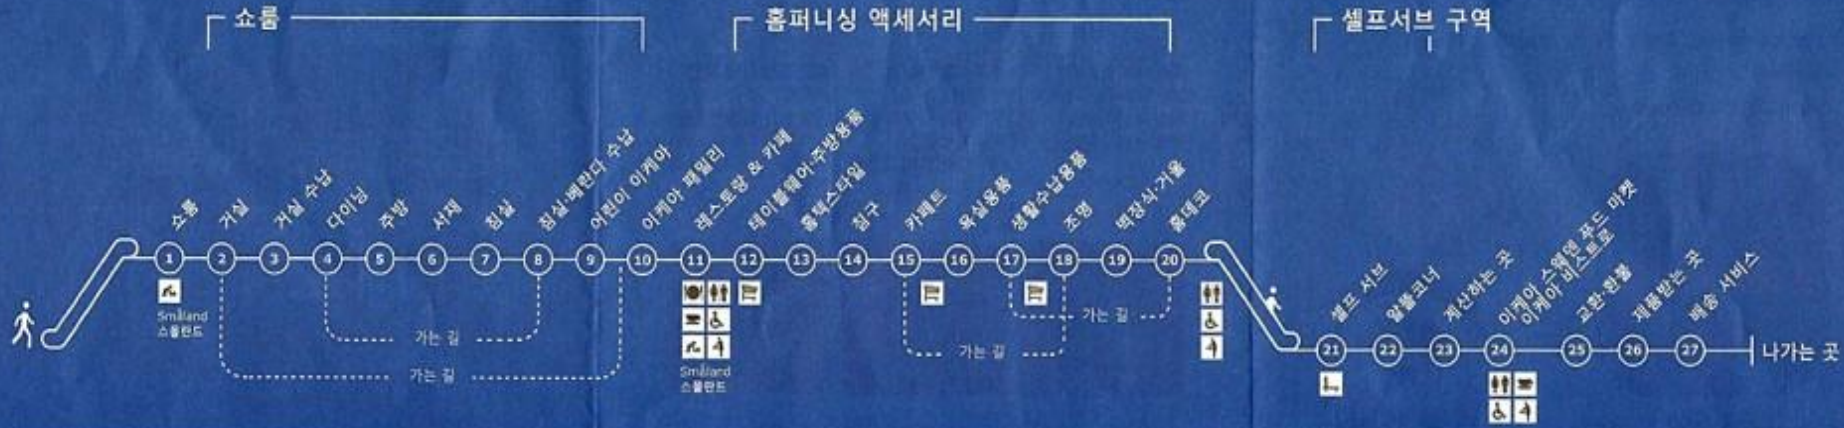 쇼룸
홈퍼니싱 액세서리
셀프서브 구역
1 쇼룸
2 거실
3 거실 수납
4 다이닝
5 주방
6 서재
7 침실
8 침실·베란다 수납
9 어린이 이케아
10 이케아 패밀리
11 레스토랑 & 카페
12 테이블웨어·주방용품
13 홈텍스타일
14 침구
15 카페트
16 욕실용품
17 생활수납용품
18 조명
19 벽장식·거울
20 홈데코
Småland
스몰란드
가는 길
가는 길
Småland
스몰란드
가는 길
가는 길
21 셀프 서브
22 알뜰코너
23 계산하는 곳
24 이케아 스웨덴 푸드 마켓
이케아 비스트로
25 교환·환불
26 제품받는 곳
27 배송 서비스
나가는 곳